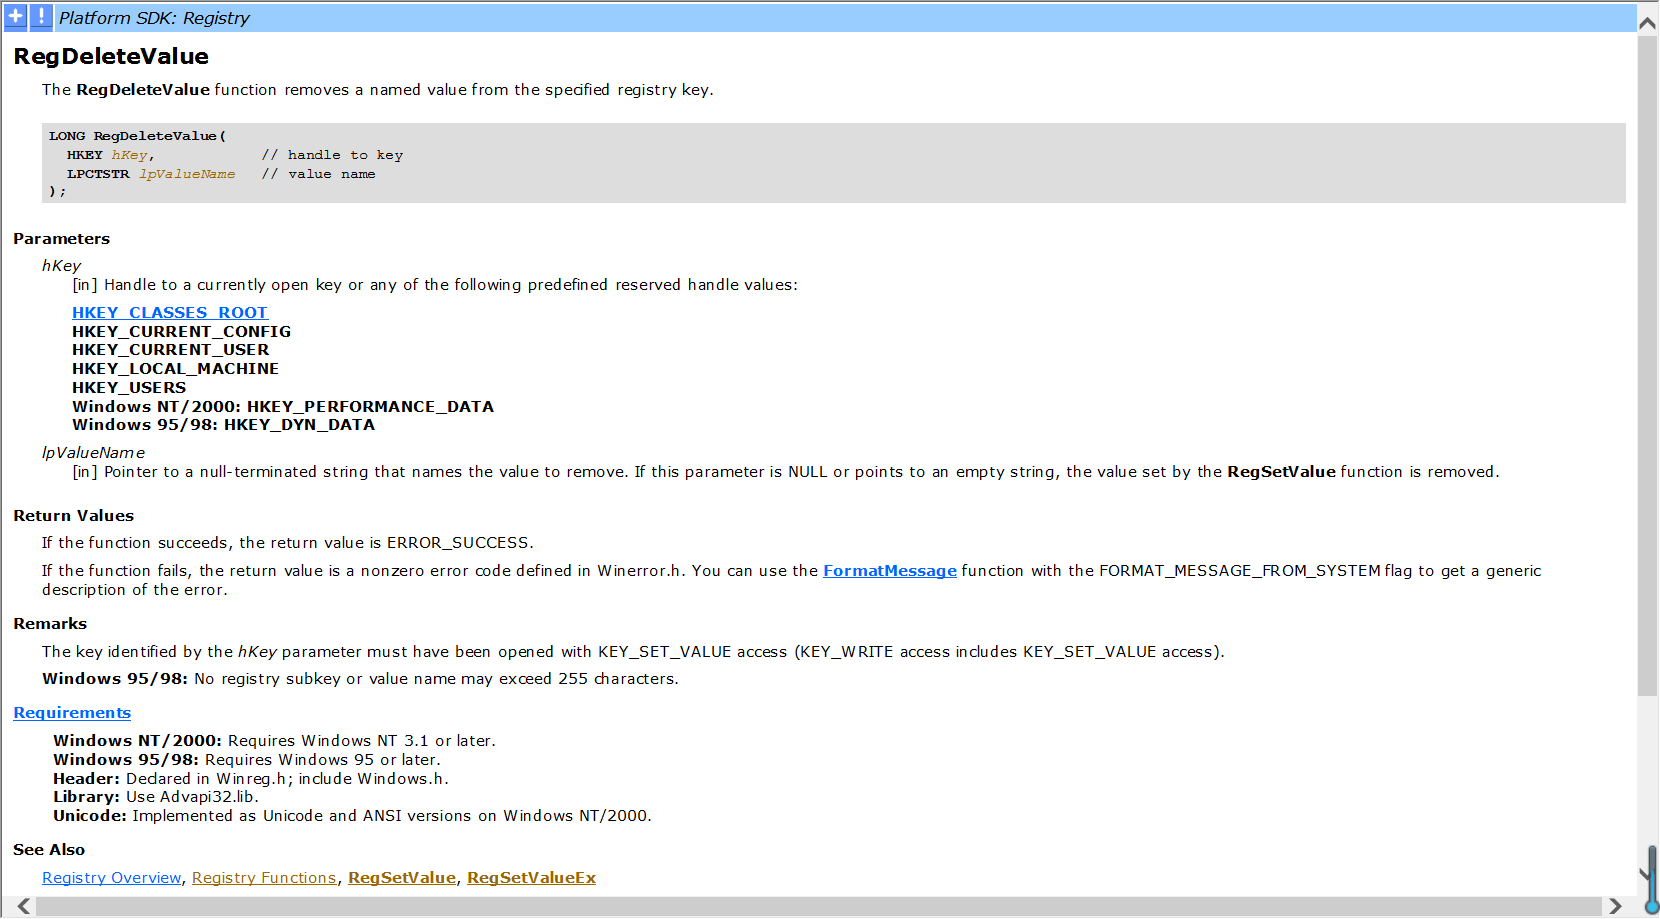 Platform SDK: Registry
RegDeleteValue
The RegDeleteValue function removes a named value from the specified registry key.
LONG RegDeleteValue(
HKEY hKey, // handle to key
LPCTSTR lpValueName // value name
);
Parameters
hKey
[in] Handle to a currently open key or any of the following predefined reserved handle values:
HKEY_CLASSES_ROOT
HKEY_CURRENT_CONFIG
HKEY_CURRENT_USER
HKEY_LOCAL_MACHINE
HKEY_USERS
Windows NT/2000: HKEY_PERFORMANCE_DATA
Windows 95/98: HKEY_DYN_DATA
lpValueName
[in] Pointer to a null-terminated string that names the value to remove. If this parameter is NULL or points to an empty string, the value set by the RegSetValue function is removed.
Return Values
If the function succeeds, the return value is ERROR_SUCCESS.
If the function fails, the return value is a nonzero error code defined in Winerror.h. You can use the FormatMessage function with the FORMAT_MESSAGE_FROM_SYSTEM flag to get a generic
description of the error.
Remarks
The key identified by the hKey parameter must have been opened with KEY_SET_VALUE access (KEY_WRITE access includes KEY_SET_VALUE access).
Windows 95/98: No registry subkey or value name may exceed 255 characters.
Requirements
Windows NT/2000: Requires Windows NT 3.1 or later.
Windows 95/98: Requires Windows 95 or later.
Header: Declared in Winreg.h; include Windows.h.
Library: Use Advapi32.lib.
Unicode: Implemented as Unicode and ANSI versions on Windows NT/2000.
See Also
Registry Overview, Registry Functions, RegSetValue, RegSetValueEx